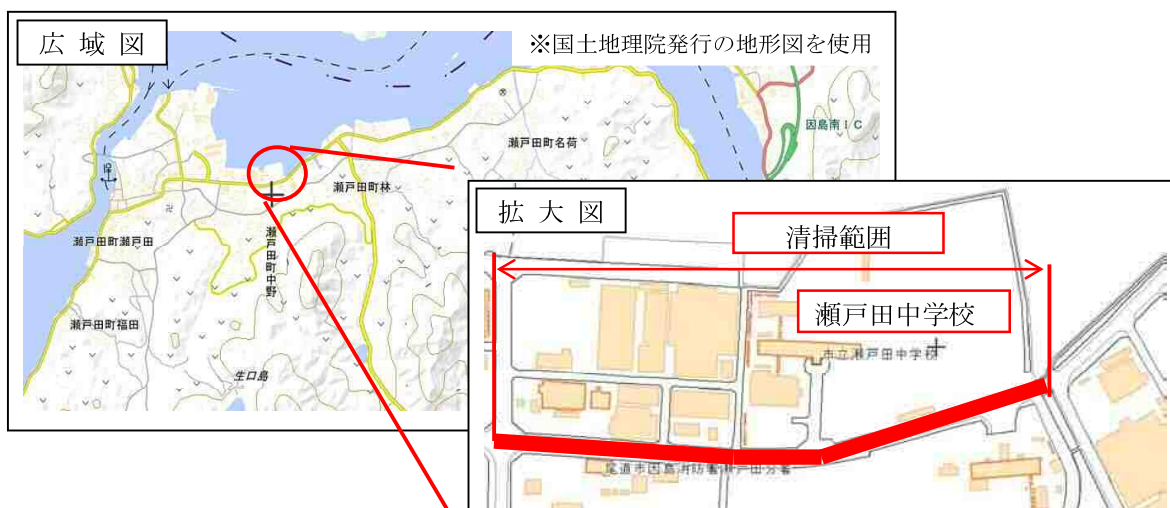 広域図
※国土地理院発行の地形図を使用
因島南IC
瀬戸田町名荷
瀬戸田町林
瀬戸田町瀬戸田
瀬戸田町中野
瀬戸田町福田
生口島
拡大図
清掃範囲
瀬戸田中学校
市立瀬戸田中学校
尾道市因島消防署瀬戸田分署